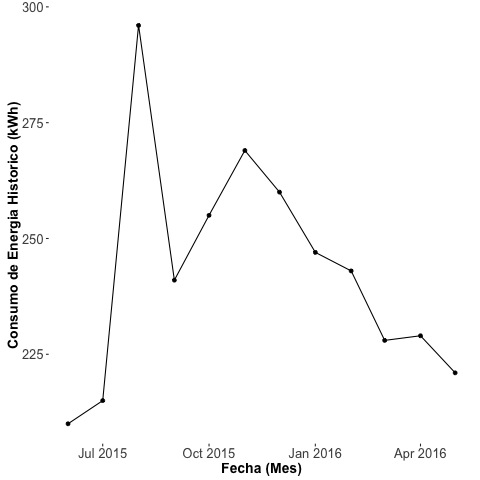 Consumo de Energia Historico (kWh)
300
275
250
225
Jul 2015
Oct 2015
Jan 2016
Apr 2016
Fecha (Mes)